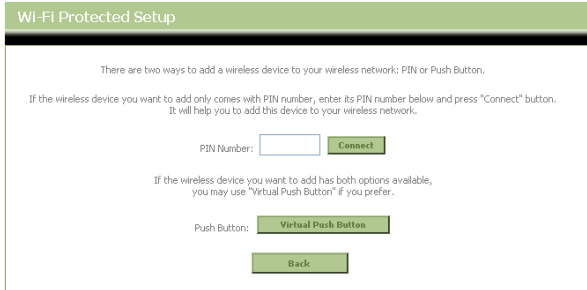 Wi-Fi Protected Setup
There are two ways to add a wireless device to your wireless network: PIN or Push Button.
If the wireless device you want to add only comes with PIN number, enter its PIN number below and press "Connect" button.
It will help you to add this device to your wireless network.
PIN Number: Connect
If the wireless device you want to add has both options available,
you may use "Virtual Push Button" if you prefer.
Push Button: Virtual Push Button
Back